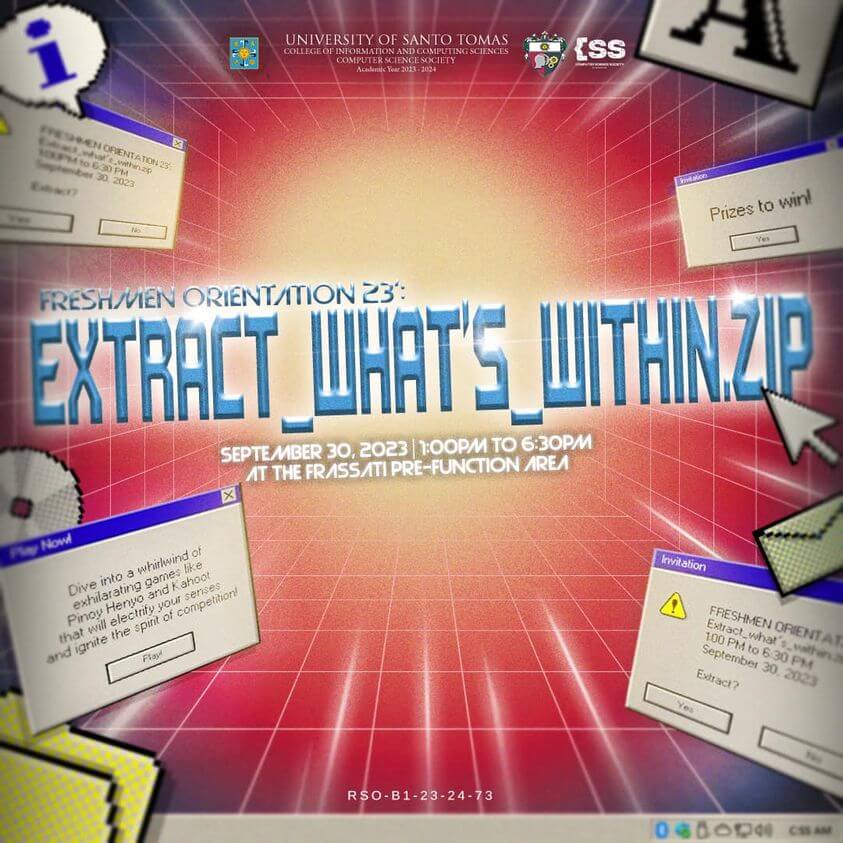 UNIVERSITY OF SANTO TOMAS
COLLEGE OF INFORMATION AND COMPUTING SCIENCES
COMPUTER SCIENCE SOCIETY
Academic Year 2023 - 2024
CSS
COMPUTER SCIENCE SOCIETY
i
A
FRESHMEN ORIENTATION 23':
Extract_what's_within.zip
1:00PM to 6:30 PM
September 30, 2023
Extract?
Yes
No
Invitation
Prizes to win!
Yes
FRESHMEN ORIENTATION 23':
EXTRACT_WHAT'S_WITHIN.ZIP
SEPTEMBER 30, 2023 | 1:00PM TO 6:30PM
AT THE FRASSATI PRE-FUNCTION AREA
Play Now!
Dive into a whirlwind of
exhilarating games like
Pinoy Henyo and Kahoot
that will electrify your senses
and ignite the spirit of competition!
Play!
Invitation
FRESHMEN ORIENTAT
Extract_what's_within.z
1:00 PM to 6:30 PM
September 30, 2023
Extract?
Yes
No
RSO-B1-23-24-73
CSS AM